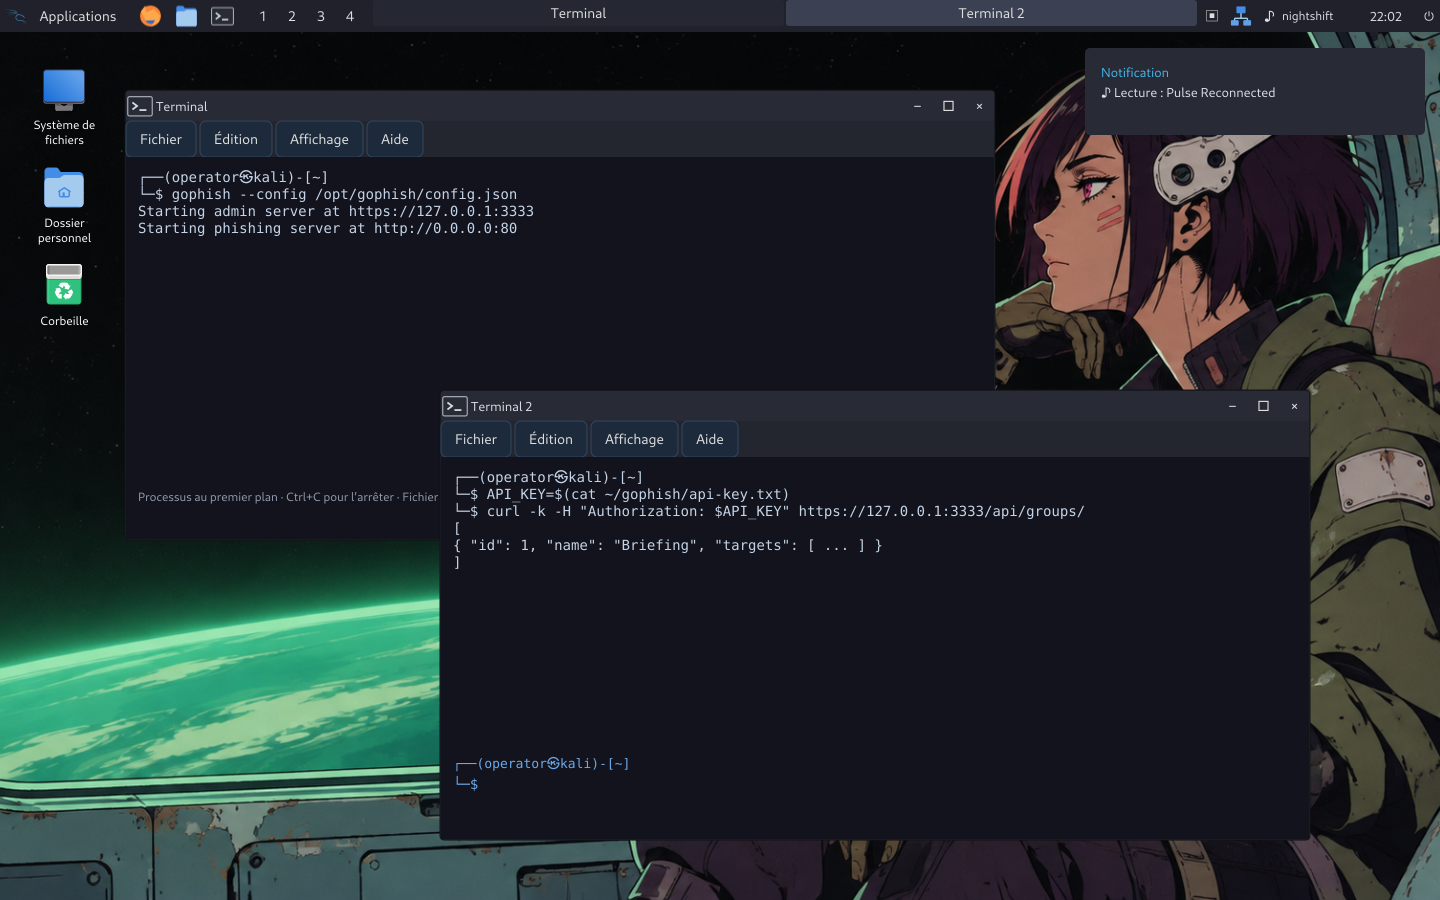 Applications
1 2 3 4
Terminal
Terminal 2
nightshift
22:02
Notification
♪ Lecture : Pulse Reconnected
Système de
fichiers
Dossier
personnel
Corbeille
Terminal
Fichier Édition Affichage Aide
┌──(operator㉿kali)-[~]
└─$ gophish --config /opt/gophish/config.json
Starting admin server at https://127.0.0.1:3333
Starting phishing server at http://0.0.0.0:80
Processus au premier plan · Ctrl+C pour l'arrêter · Fichier
Terminal 2
Fichier Édition Affichage Aide
┌──(operator㉿kali)-[~]
└─$ API_KEY=$(cat ~/gophish/api-key.txt)
└─$ curl -k -H "Authorization: $API_KEY" https://127.0.0.1:3333/api/groups/
[
{ "id": 1, "name": "Briefing", "targets": [ ... ] }
]
┌──(operator㉿kali)-[~]
└─$